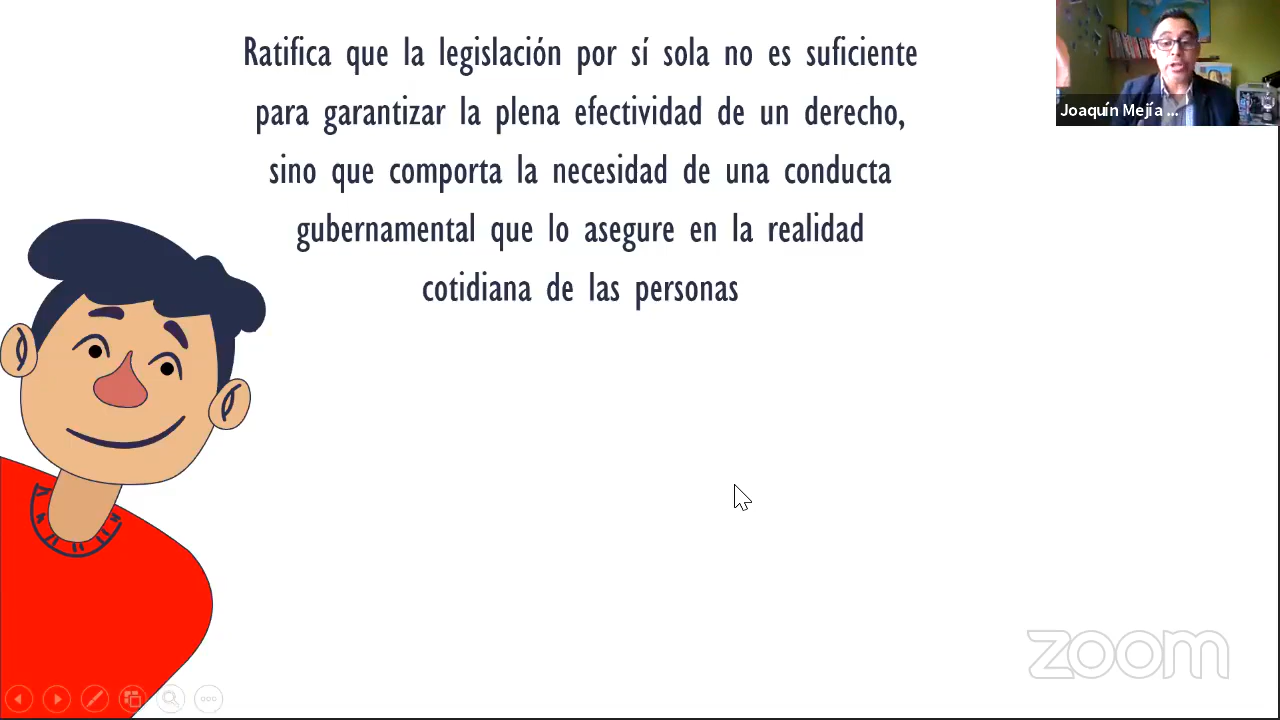 Ratifica que la legislación por sí sola no es suficiente
para garantizar la plena efectividad de un derecho,
sino que comporta la necesidad de una conducta
gubernamental que lo asegure en la realidad
cotidiana de las personas
Joaquín Mejía ...
zoom